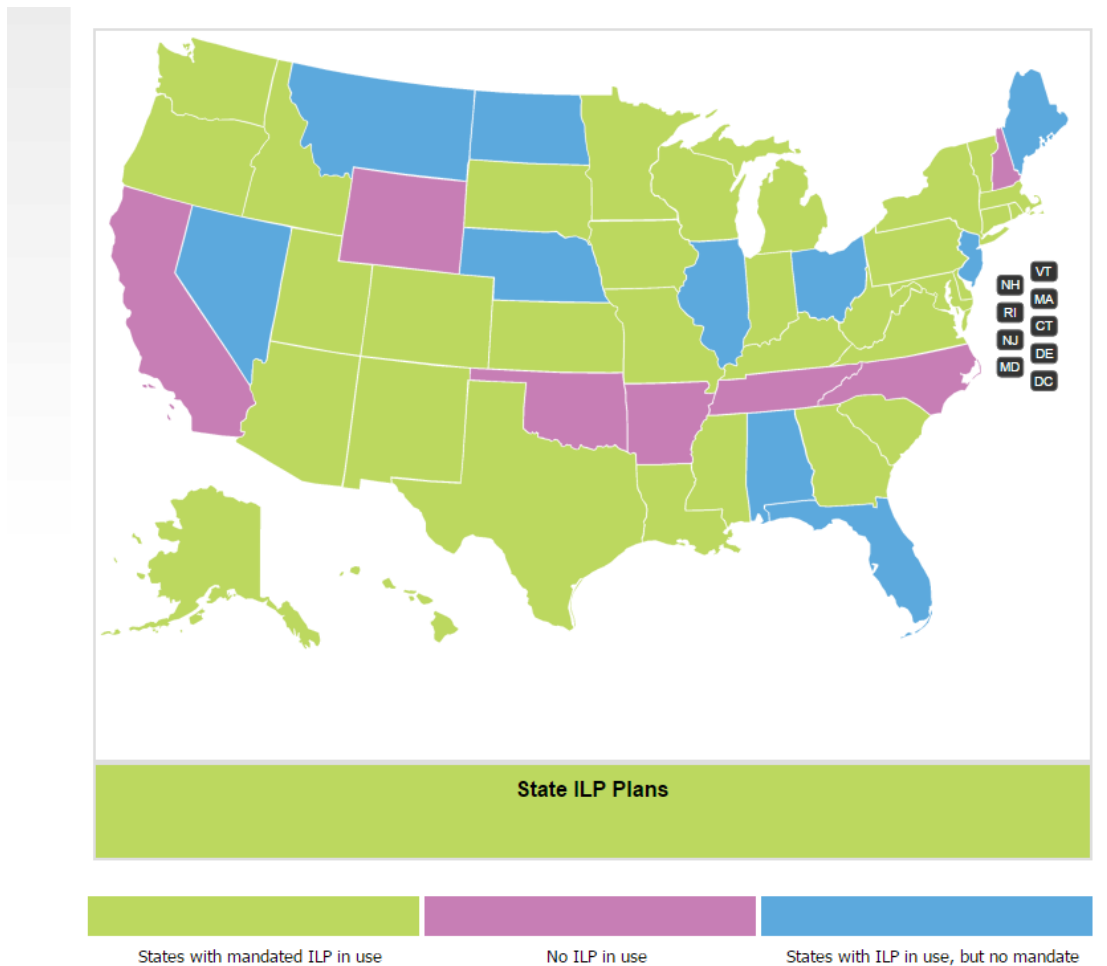 VT
NH
MA
RI
CT
NJ
DE
MD
DC
State ILP Plans
States with mandated ILP in use
No ILP in use
States with ILP in use, but no mandate